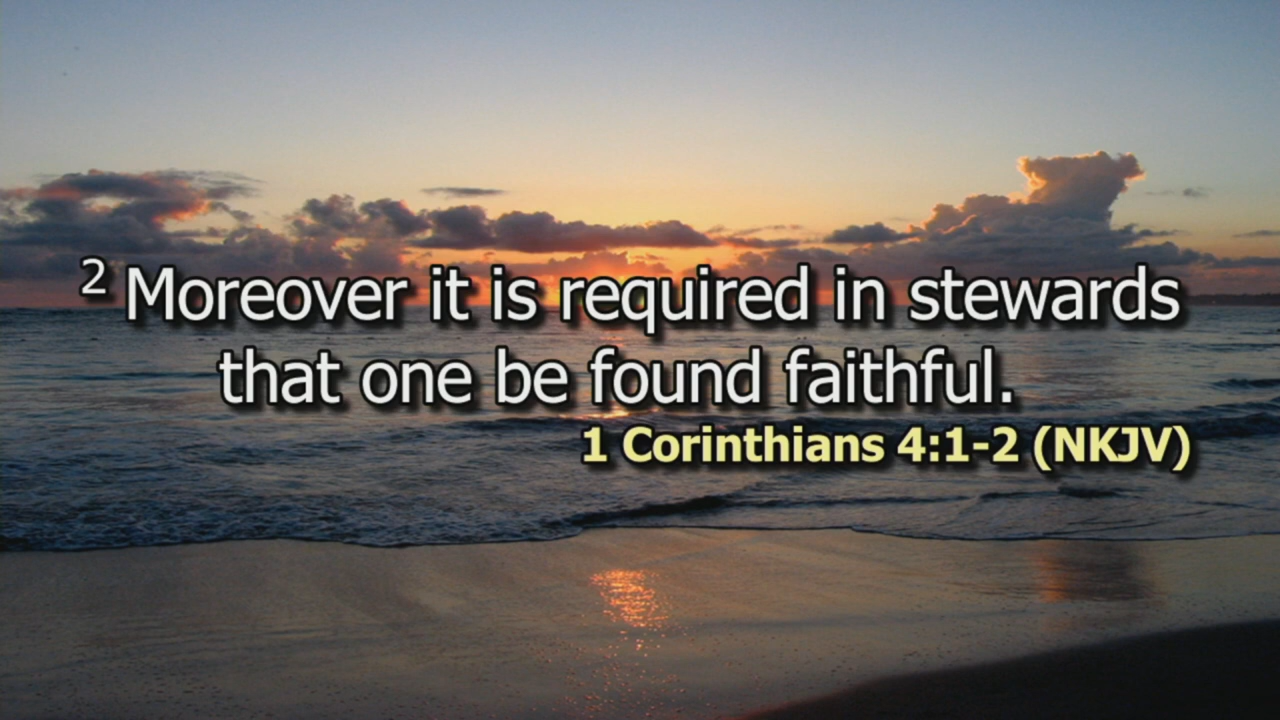 2 Moreover it is required in stewards
that one be found faithful.
1 Corinthians 4:1-2 (NKJV)